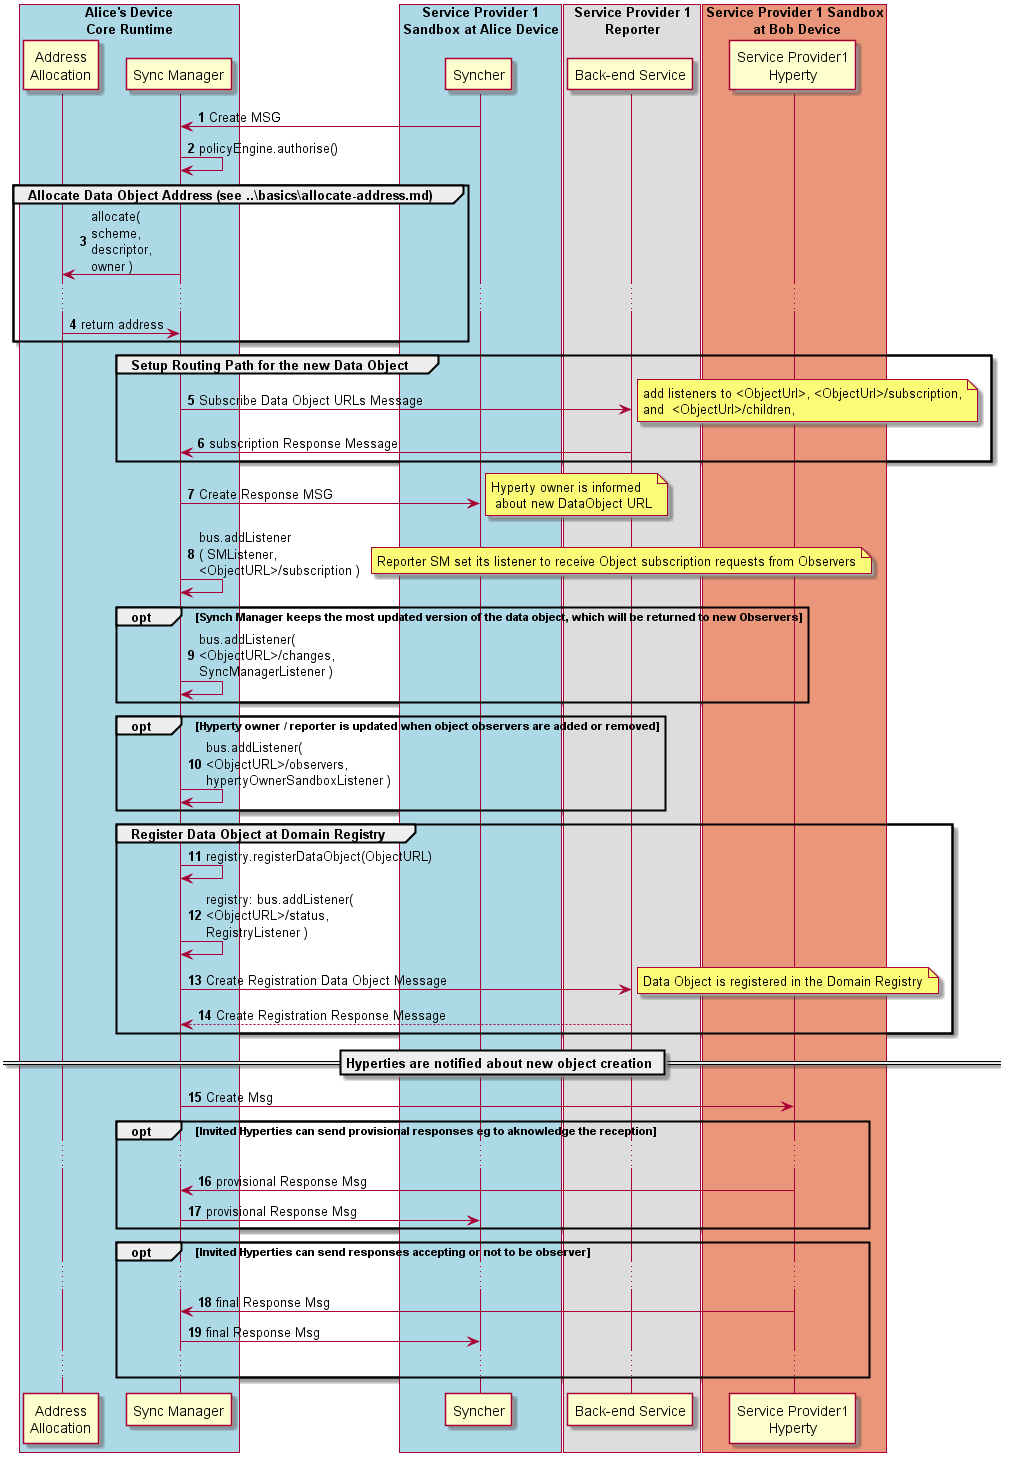 Alice's Device
Core Runtime
Service Provider 1
Sandbox at Alice Device
Service Provider 1
Reporter
Service Provider 1 Sandbox
at Bob Device
Address
Allocation
Sync Manager
Syncher
Back-end Service
Service Provider1
Hyperty
1 Create MSG
2 policyEngine.authorise()
Allocate Data Object Address (see ..\basics\allocate-address.md)
3 allocate(
scheme,
descriptor,
owner )
4 return address
Setup Routing Path for the new Data Object
5 Subscribe Data Object URLs Message
add listeners to <ObjectUrl>, <ObjectUrl>/subscription,
and  <ObjectUrl>/children,
6 subscription Response Message
7 Create Response MSG
Hyperty owner is informed
about new DataObject URL
8 bus.addListener
( SMListener,
<ObjectURL>/subscription )
Reporter SM set its listener to receive Object subscription requests from Observers
opt [Synch Manager keeps the most updated version of the data object, which will be returned to new Observers]
9 bus.addListener(
<ObjectURL>/changes,
SyncManagerListener )
opt [Hyperty owner / reporter is updated when object observers are added or removed]
10 bus.addListener(
<ObjectURL>/observers,
hypertyOwnerSandboxListener )
Register Data Object at Domain Registry
11 registry.registerDataObject(ObjectURL)
12 registry: bus.addListener(
<ObjectURL>/status,
RegistryListener )
13 Create Registration Data Object Message
Data Object is registered in the Domain Registry
14 Create Registration Response Message
Hyperties are notified about new object creation
15 Create Msg
opt [Invited Hyperties can send provisional responses eg to aknowledge the reception]
16 provisional Response Msg
17 provisional Response Msg
opt [Invited Hyperties can send responses accepting or not to be observer]
18 final Response Msg
19 final Response Msg
Address
Allocation
Sync Manager
Syncher
Back-end Service
Service Provider1
Hyperty